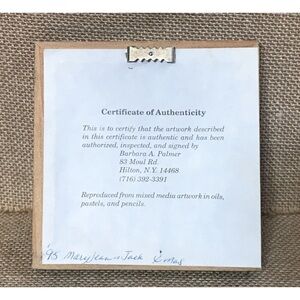 Certificate of Authenticity
This is to certify that the artwork described
in this certificate is authentic and has been
authorized, inspected, and signed by
Barbara A. Palmer
83 Moul Rd.
Hilton, N.Y. 14468
(716) 392-3391
Reproduced from mixed media artwork in oils,
pastels, and pencils.
'95 Mary Jean & Jack Xmas